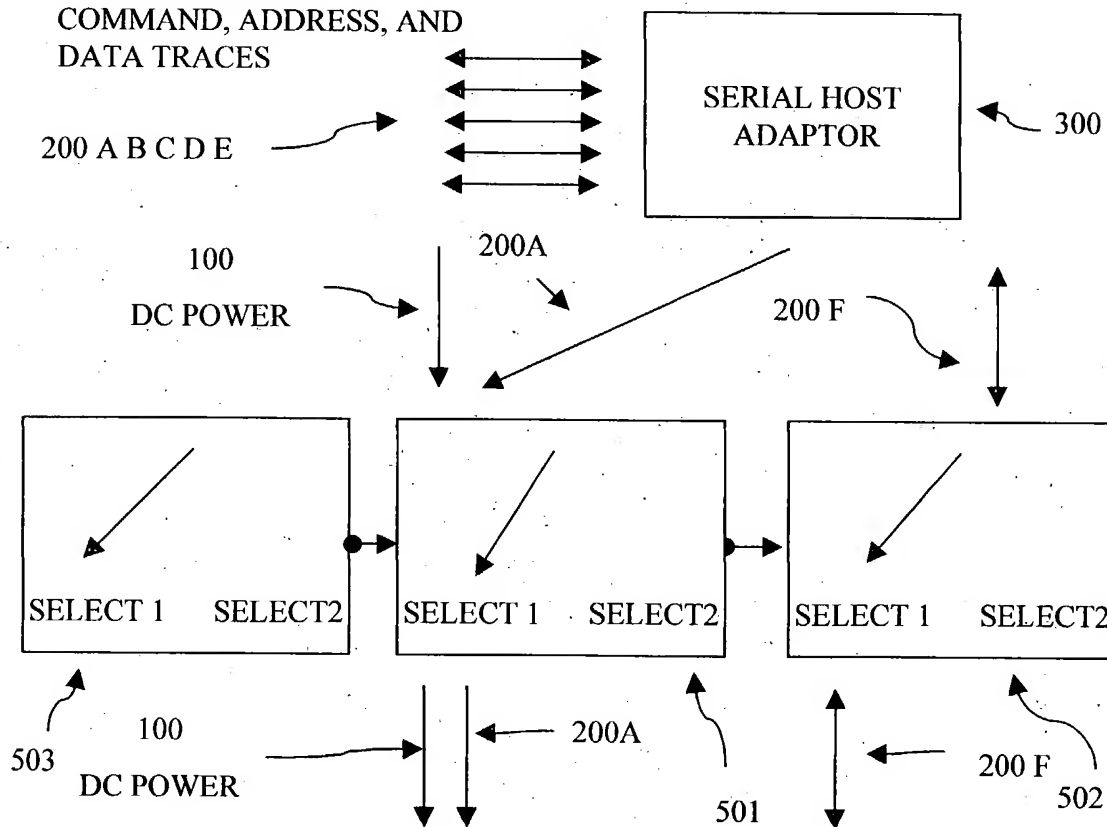 COMMAND, ADDRESS, AND
DATA TRACES
SERIAL HOST
ADAPTOR
300
200 A B C D E
100
200A
DC POWER
200 F
SELECT 1 SELECT2
SELECT 1 SELECT2
SELECT 1 SELECT2
503
100
DC POWER
200A
501
200 F
502